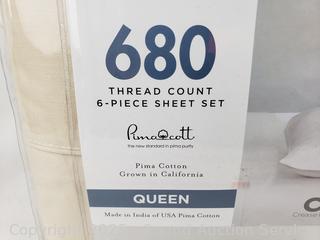 680
THREAD COUNT
6-PIECE SHEET SET
Pimacott
the new standard in pima purity
Pima Cotton
Grown in California
QUEEN
Made in India of USA Pima Cotton
Crease